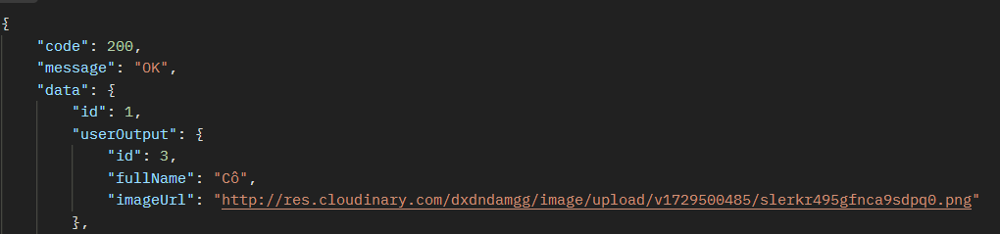 {
"code": 200,
"message": "OK",
"data": {
"id": 1,
"userOutput": {
"id": 3,
"fullName": "Cô",
"imageUrl": "http://res.cloudinary.com/dxdndamgg/image/upload/v1729500485/slerkr495gfnca9sdpq0.png"
},